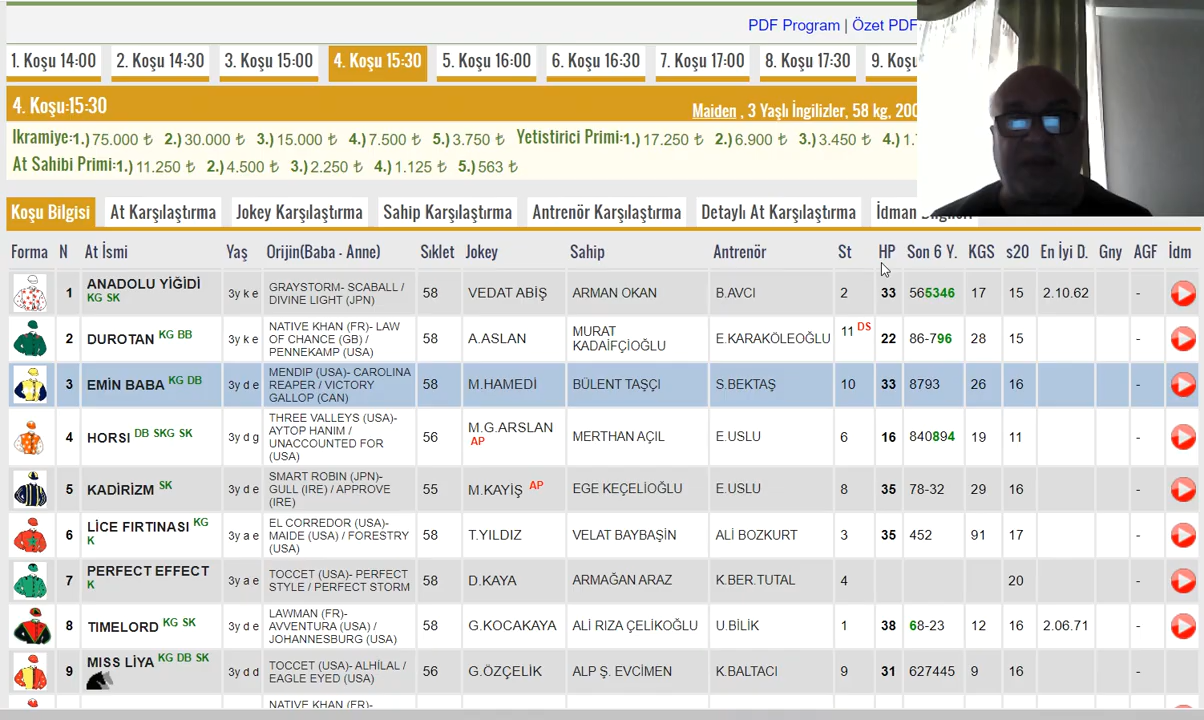 PDF Program | Özet PDF
1. Koşu 14:00 2. Koşu 14:30 3. Koşu 15:00 4. Koşu 15:30 5. Koşu 16:00 6. Koşu 16:30 7. Koşu 17:00 8. Koşu 17:30 9. Koşu
4. Koşu:15:30 Maiden , 3 Yaşlı İngilizler, 58 kg, 200
Ikramiye:1.) 75.000 ₺ 2.) 30.000 ₺ 3.) 15.000 ₺ 4.) 7.500 ₺ 5.) 3.750 ₺ Yetistirici Primi:1.) 17.250 ₺ 2.) 6.900 ₺ 3.) 3.450 ₺ 4.) 1.
At Sahibi Primi:1.) 11.250 ₺ 2.) 4.500 ₺ 3.) 2.250 ₺ 4.) 1.125 ₺ 5.) 563 ₺
Koşu Bilgisi At Karşılaştırma Jokey Karşılaştırma Sahip Karşılaştırma Antrenör Karşılaştırma Detaylı At Karşılaştırma İdman Bilgileri
Forma N At İsmi Yaş Orijin(Baba - Anne) Sıklet Jokey Sahip Antrenör St HP Son 6 Y. KGS s20 En İyi D. Gny AGF İdm
1 ANADOLU YİĞİDİ KG SK 3y k e GRAYSTORM- SCABALL / DIVINE LIGHT (JPN) 58 VEDAT ABİŞ ARMAN OKAN B.AVCI 2 33 565346 17 15 2.10.62 -
2 DUROTAN KG BB 3y k e NATIVE KHAN (FR)- LAW OF CHANCE (GB) / PENNEKAMP (USA) 58 A.ASLAN MURAT KADAİFÇİOĞLU E.KARAKÖLEOĞLU 11 DS 22 86-796 28 15 -
3 EMİN BABA KG DB 3y d e MENDIP (USA)- CAROLINA REAPER / VICTORY GALLOP (CAN) 58 M.HAMEDİ BÜLENT TAŞÇI S.BEKTAŞ 10 33 8793 26 16 -
4 HORSI DB SKG SK 3y d g THREE VALLEYS (USA)- AYTOP HANIM / UNACCOUNTED FOR (USA) 56 M.G.ARSLAN AP MERTHAN AÇIL E.USLU 6 16 840894 19 11 -
5 KADİRİZM SK 3y d e SMART ROBIN (JPN)- GULL (IRE) / APPROVE (IRE) 55 M.KAYİŞ AP EGE KEÇELİOĞLU E.USLU 8 35 78-32 29 16 -
6 LİCE FIRTINASI KG K 3y a e EL CORREDOR (USA)- MAIDE (USA) / FORESTRY (USA) 58 T.YILDIZ VELAT BAYBAŞİN ALİ BOZKURT 3 35 452 91 17 -
7 PERFECT EFFECT K 3y a e TOCCET (USA)- PERFECT STYLE / PERFECT STORM 58 D.KAYA ARMAĞAN ARAZ K.BER.TUTAL 4 20 -
8 TIMELORD KG SK 3y d e LAWMAN (FR)- AVVENTURA (USA) / JOHANNESBURG (USA) 58 G.KOCAKAYA ALİ RIZA ÇELİKOĞLU U.BİLİK 1 38 68-23 12 16 2.06.71 -
9 MISS LİYA KG DB SK 3y d d TOCCET (USA)- ALHİLAL / EAGLE EYED (USA) 56 G.ÖZÇELİK ALP Ş. EVCİMEN K.BALTACI 9 31 627445 9 16 -
NATIVE KHAN (FR)-